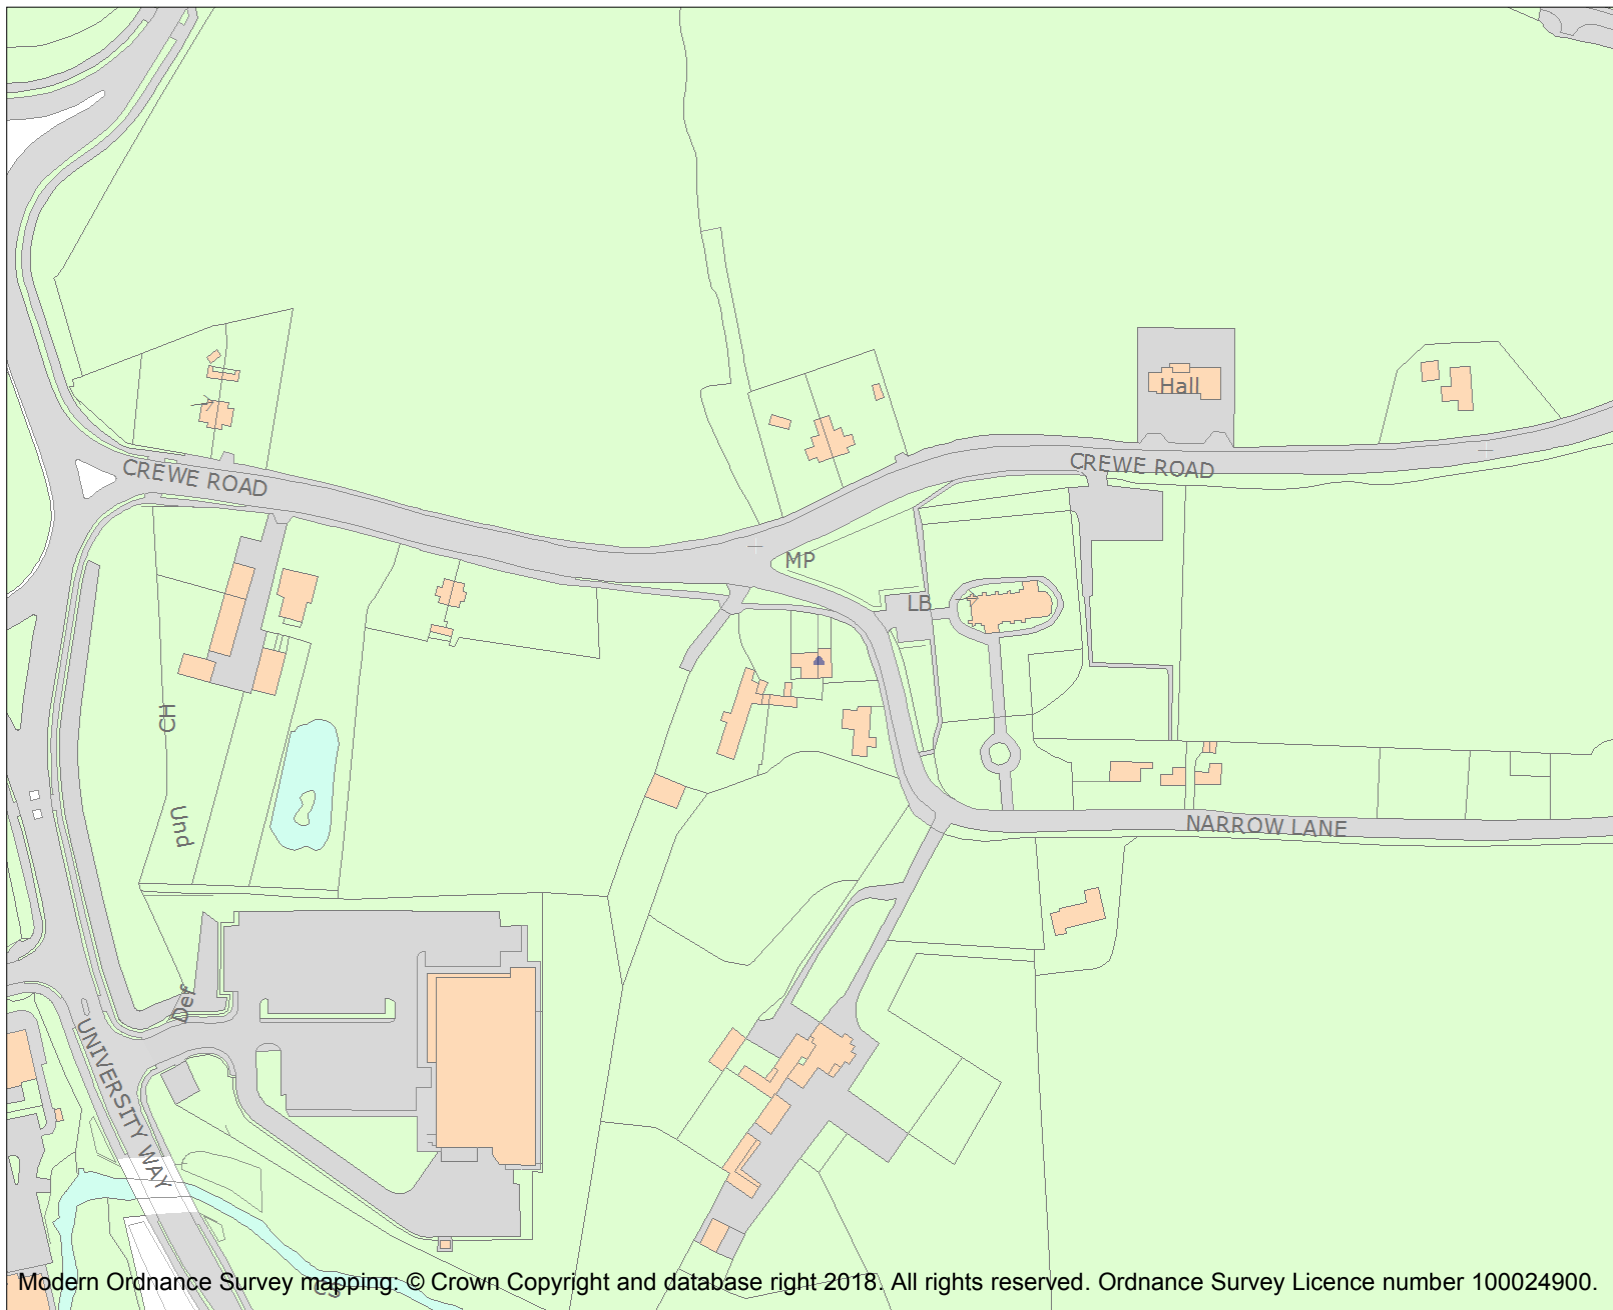 Hall
CREWE ROAD
CREWE ROAD
MP
LB
CH
Und
NARROW LANE
Def
UNIVERSITY WAY
Modern Ordnance Survey mapping: © Crown Copyright and database right 2018. All rights reserved. Ordnance Survey Licence number 100024900.